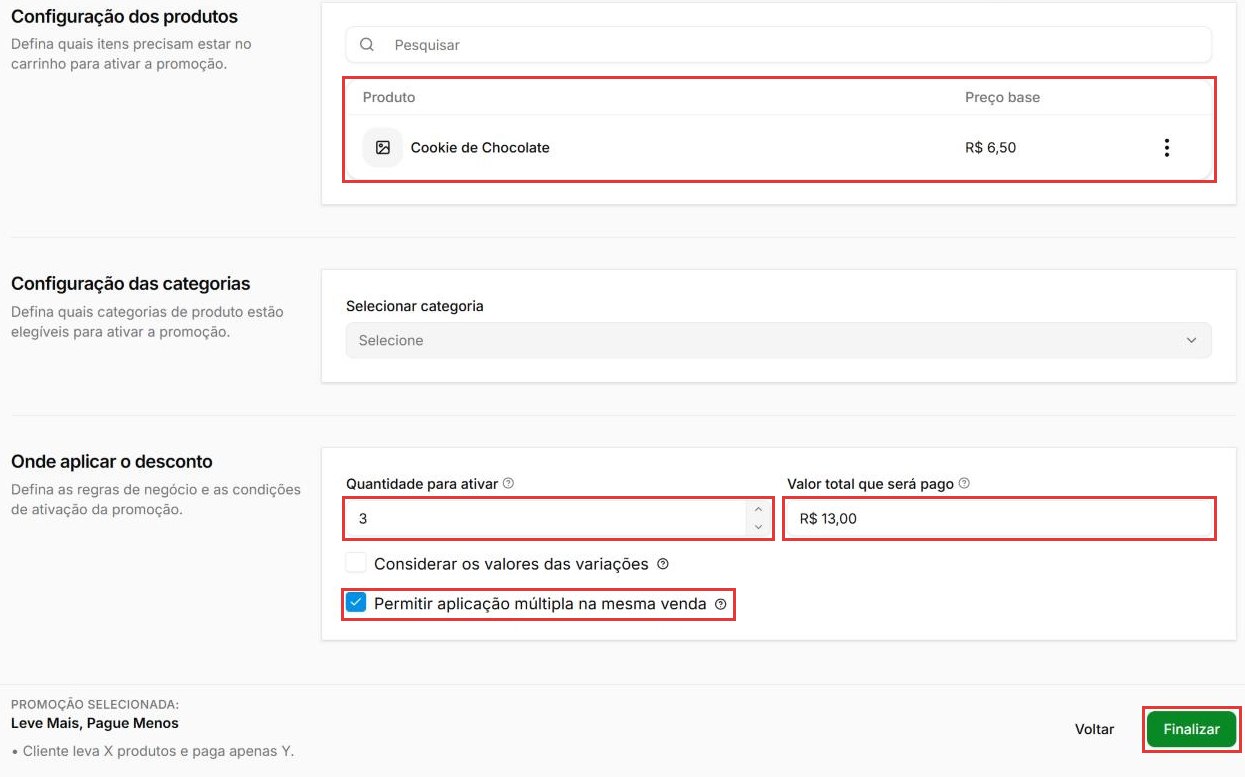 Configuração dos produtos
Defina quais itens precisam estar no
carrinho para ativar a promoção.
Pesquisar
Produto Preço base
Cookie de Chocolate R$ 6,50
Configuração das categorias
Defina quais categorias de produto estão
elegíveis para ativar a promoção.
Selecionar categoria
Selecione
Onde aplicar o desconto
Defina as regras de negócio e as condições
de ativação da promoção.
Quantidade para ativar Valor total que será pago
3 R$ 13,00
Considerar os valores das variações
Permitir aplicação múltipla na mesma venda
PROMOÇÃO SELECIONADA:
Leve Mais, Pague Menos
• Cliente leva X produtos e paga apenas Y.
Voltar Finalizar